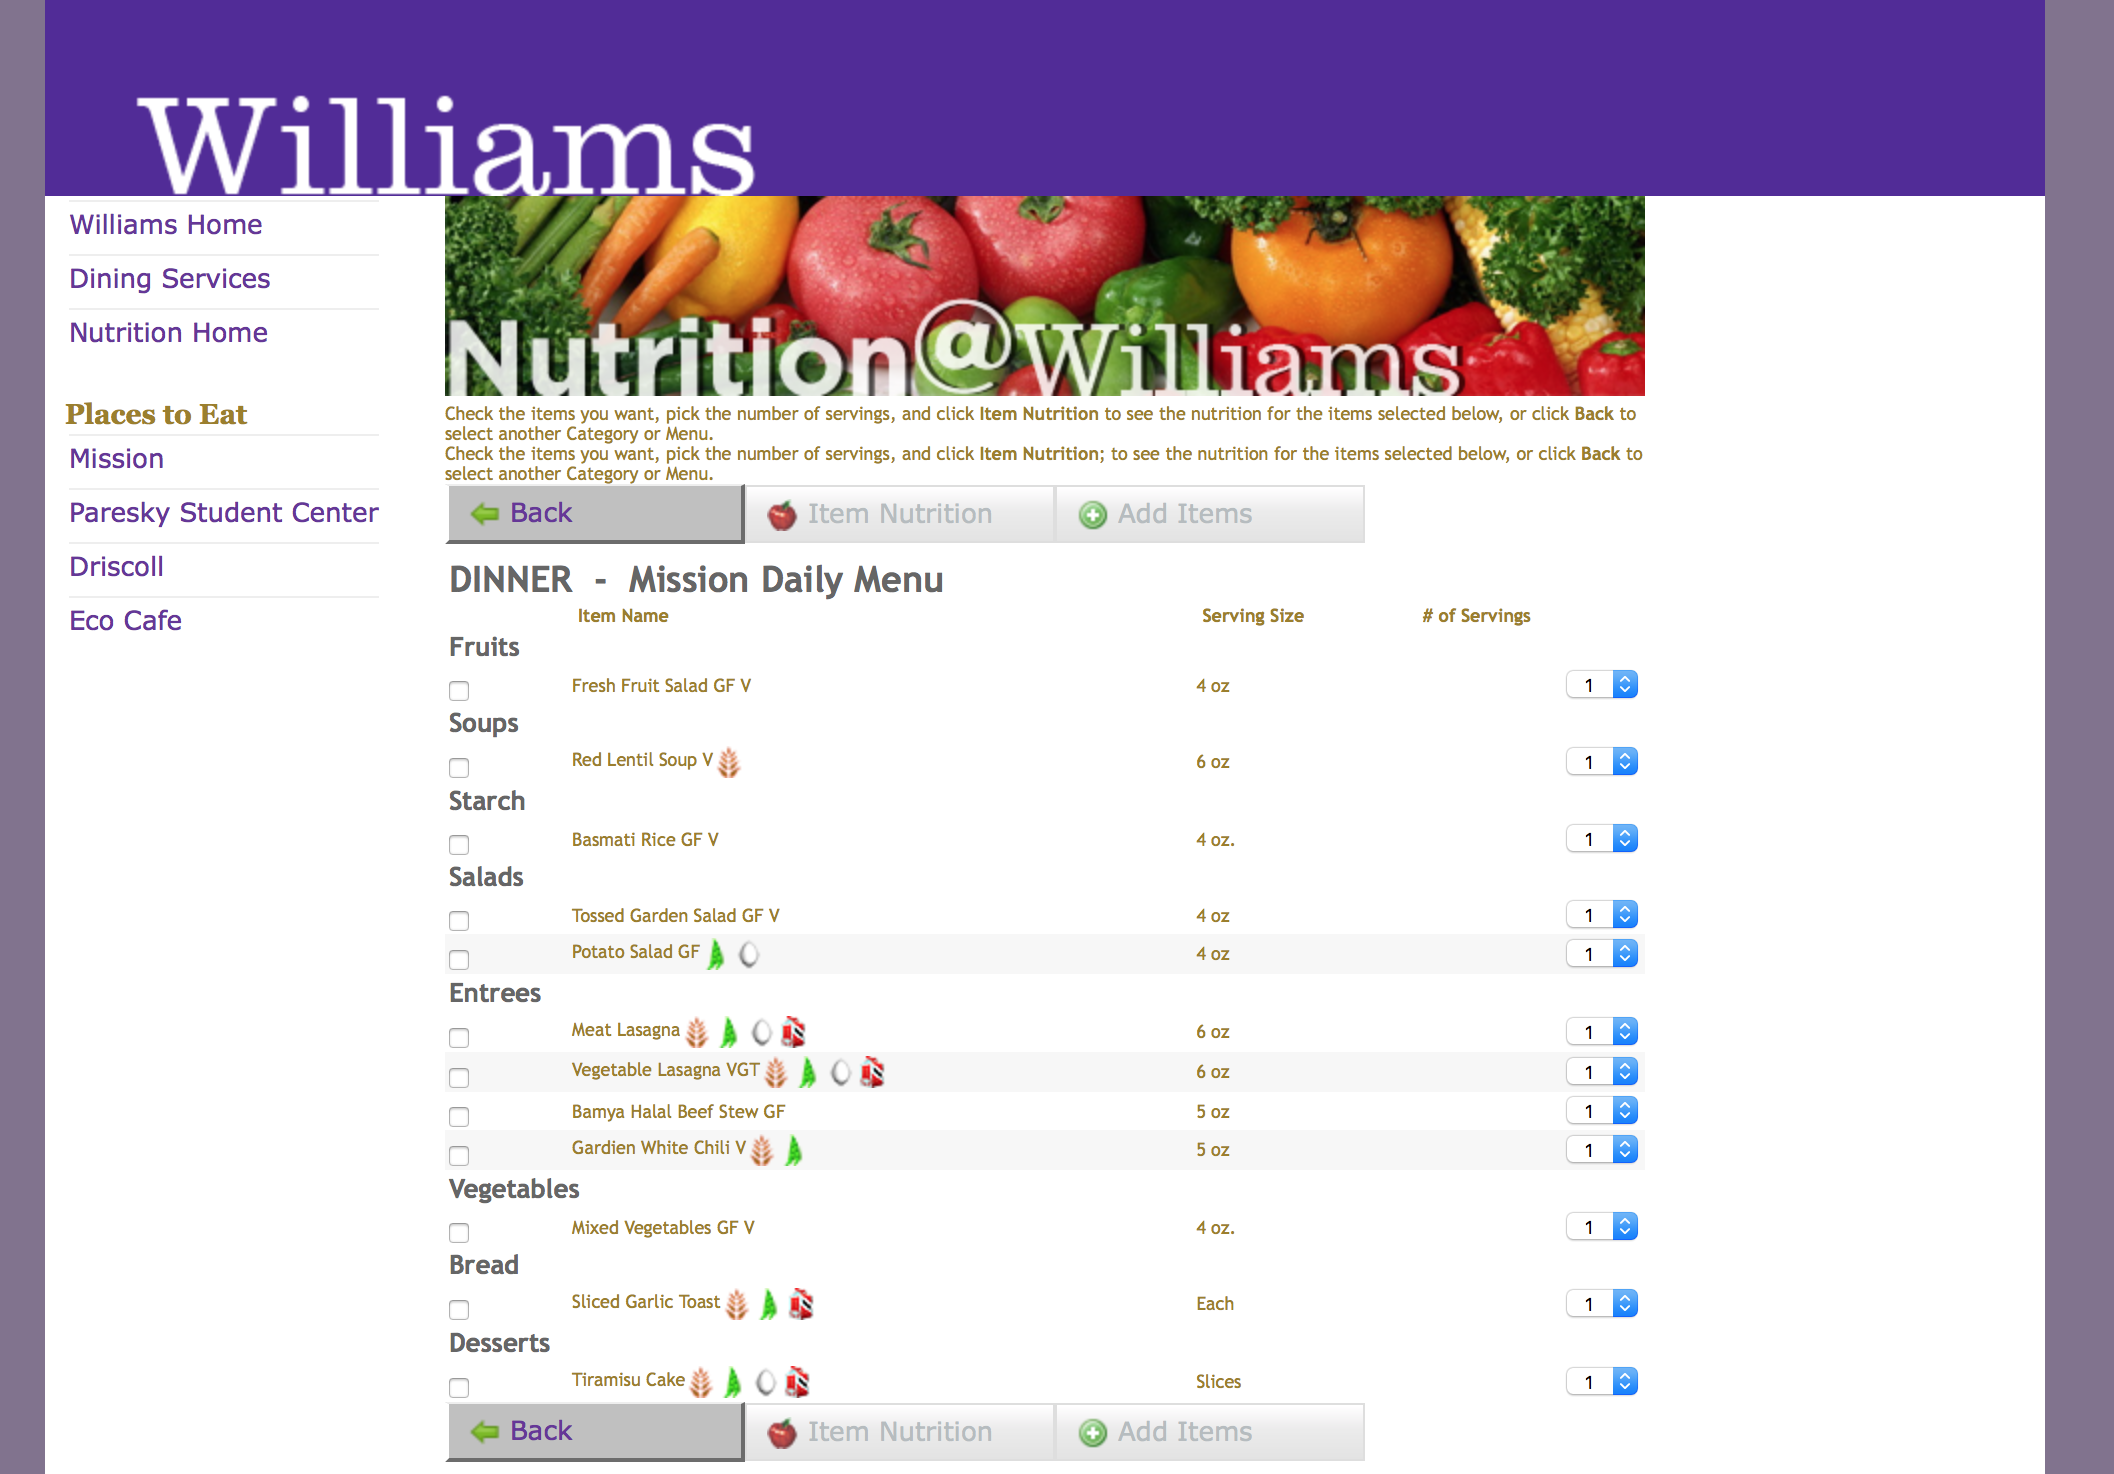 Williams
Williams Home
Dining Services
Nutrition Home
Places to Eat
Mission
Paresky Student Center
Driscoll
Eco Cafe
Nutrition@Williams
Check the items you want, pick the number of servings, and click Item Nutrition to see the nutrition for the items selected below, or click Back to
select another Category or Menu.
Check the items you want, pick the number of servings, and click Item Nutrition; to see the nutrition for the items selected below, or click Back to
select another Category or Menu.
Back Item Nutrition Add Items
DINNER - Mission Daily Menu
Item Name Serving Size # of Servings
Fruits
Fresh Fruit Salad GF V 4 oz 1
Soups
Red Lentil Soup V 6 oz 1
Starch
Basmati Rice GF V 4 oz. 1
Salads
Tossed Garden Salad GF V 4 oz 1
Potato Salad GF 4 oz 1
Entrees
Meat Lasagna 6 oz 1
Vegetable Lasagna VGT 6 oz 1
Bamya Halal Beef Stew GF 5 oz 1
Gardien White Chili V 5 oz 1
Vegetables
Mixed Vegetables GF V 4 oz. 1
Bread
Sliced Garlic Toast Each 1
Desserts
Tiramisu Cake Slices 1
Back Item Nutrition Add Items